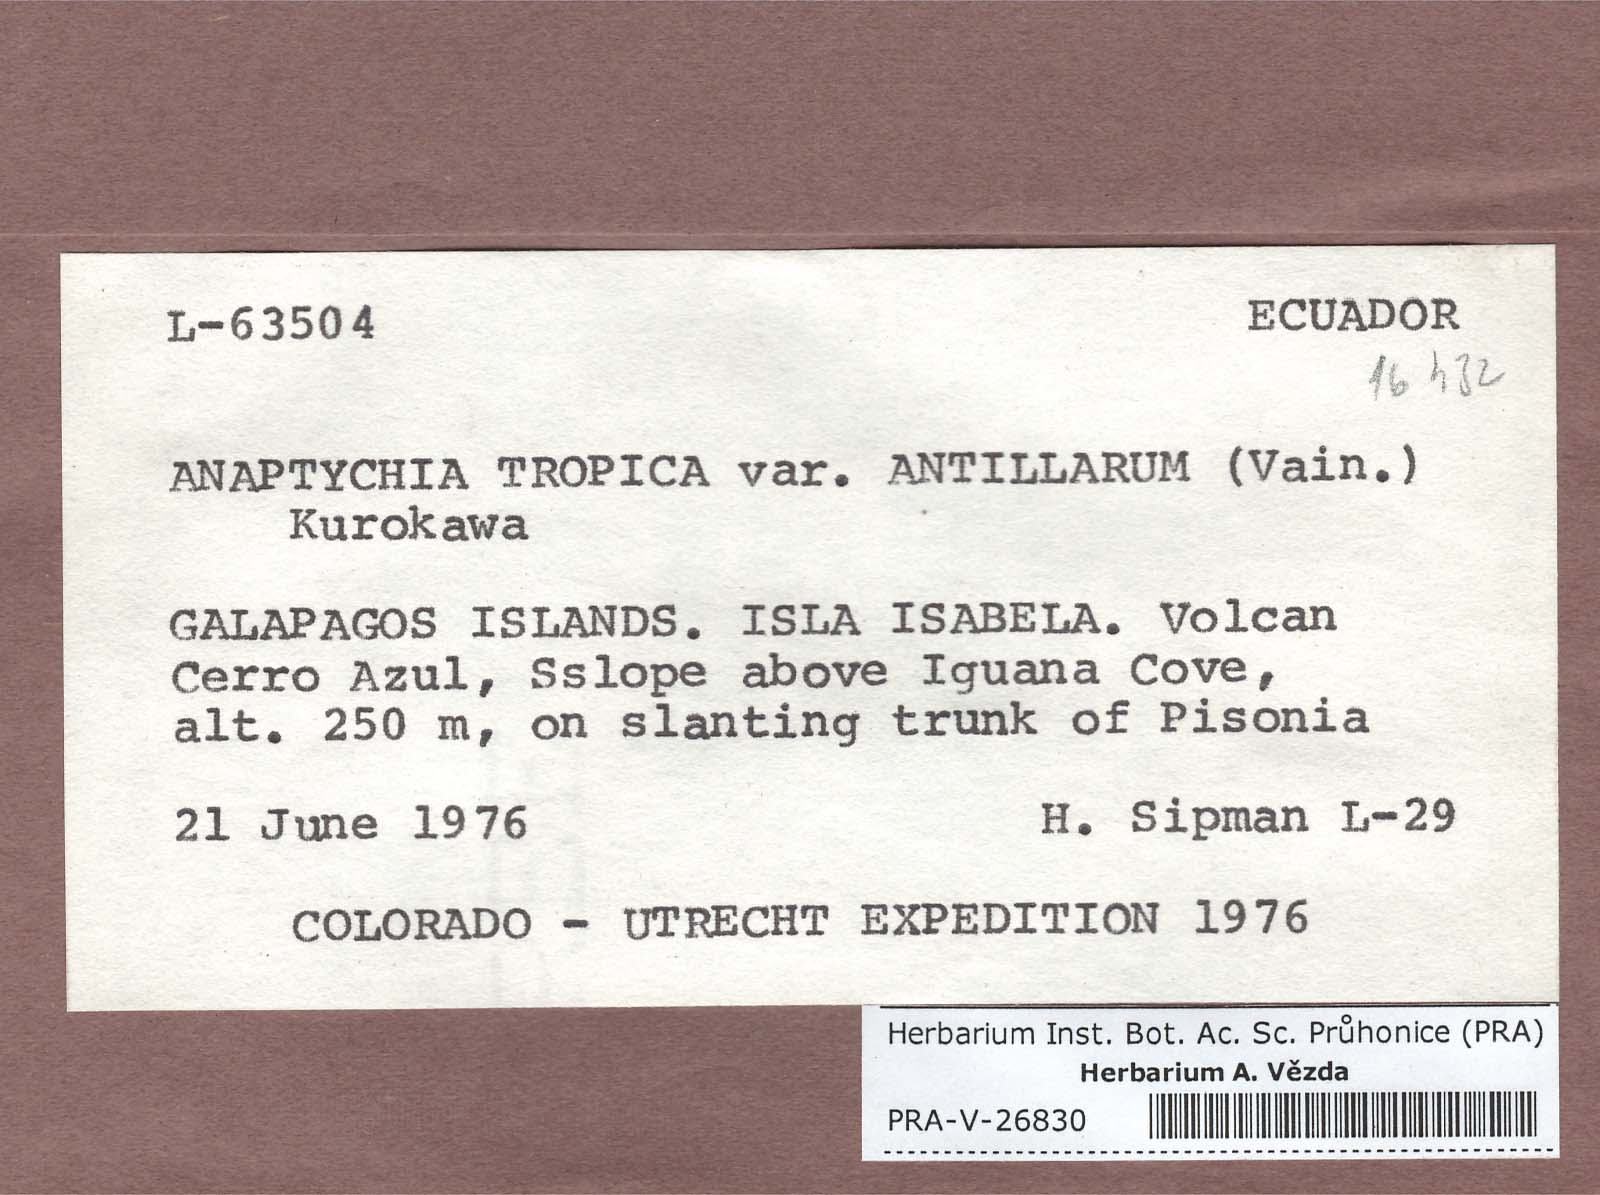 L-63504
ECUADOR
16 432
ANAPTYCHIA TROPICA var. ANTILLARUM (Vain.)
Kurokawa
GALAPAGOS ISLANDS. ISLA ISABELA. Volcan
Cerro Azul, Sslope above Iguana Cove,
alt. 250 m, on slanting trunk of Pisonia
21 June 1976
H. Sipman L-29
COLORADO - UTRECHT EXPEDITION 1976
Herbarium Inst. Bot. Ac. Sc. Průhonice (PRA)
Herbarium A. Vězda
PRA-V-26830